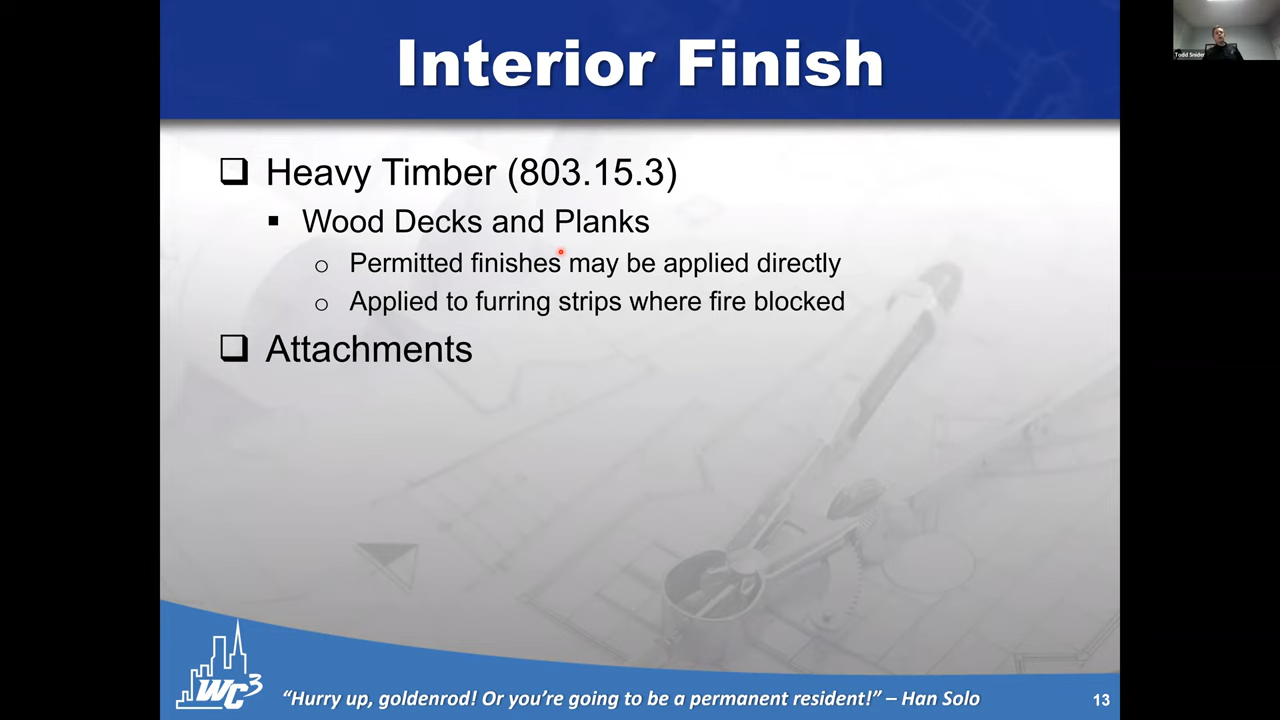 Interior Finish
Todd Snider
Heavy Timber (803.15.3)
Wood Decks and Planks
Permitted finishes may be applied directly
Applied to furring strips where fire blocked
Attachments
WC3
“Hurry up, goldenrod! Or you’re going to be a permanent resident!” – Han Solo
13